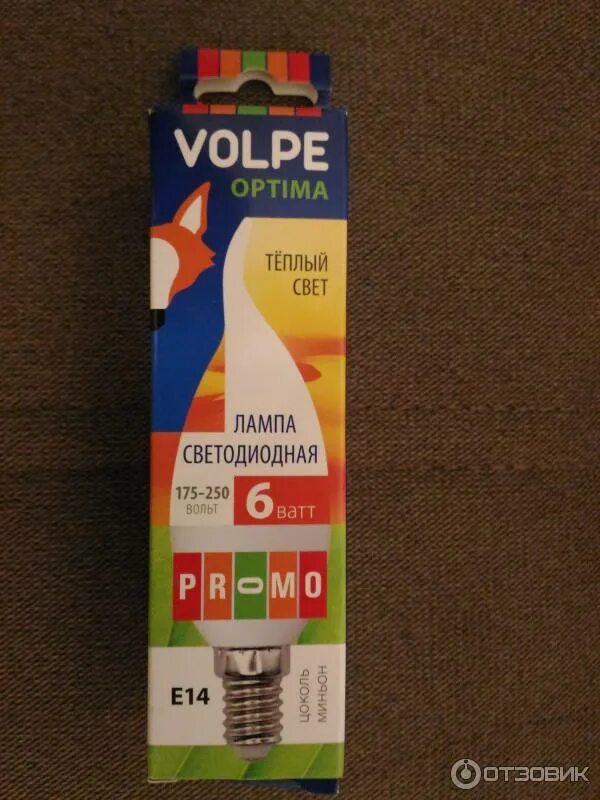 VOLPE
OPTIMA
ТЁПЛЫЙ
СВЕТ
ЛАМПА
СВЕТОДИОДНАЯ
175-250
ВОЛЬТ
6 ватт
PROMO
E14
ЦОКОЛЬ
МИНЬОН
ОТЗОВИК